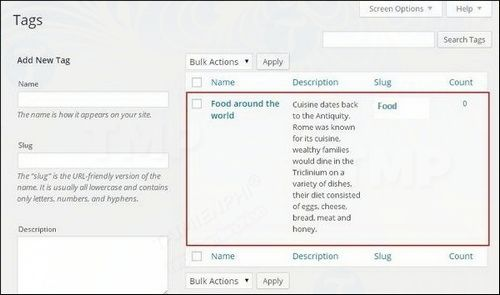 Screen Options ▾ Help ▾
Tags
Search Tags
Add New Tag
Name
The name is how it appears on your site.
Slug
The "slug" is the URL-friendly version of the
name. It is usually all lowercase and contains
only letters, numbers, and hyphens.
Description
Bulk Actions Apply
Name Description Slug Count
Food around the
world
Cuisine dates back
to the Antiquity.
Rome was known
for its cuisine,
wealthy families
would dine in the
Triclinium on a
variety of dishes,
their diet consisted
of eggs, cheese,
bread, meat and
honey.
Food
0
Name Description Slug Count
Bulk Actions Apply
TMP
TMP